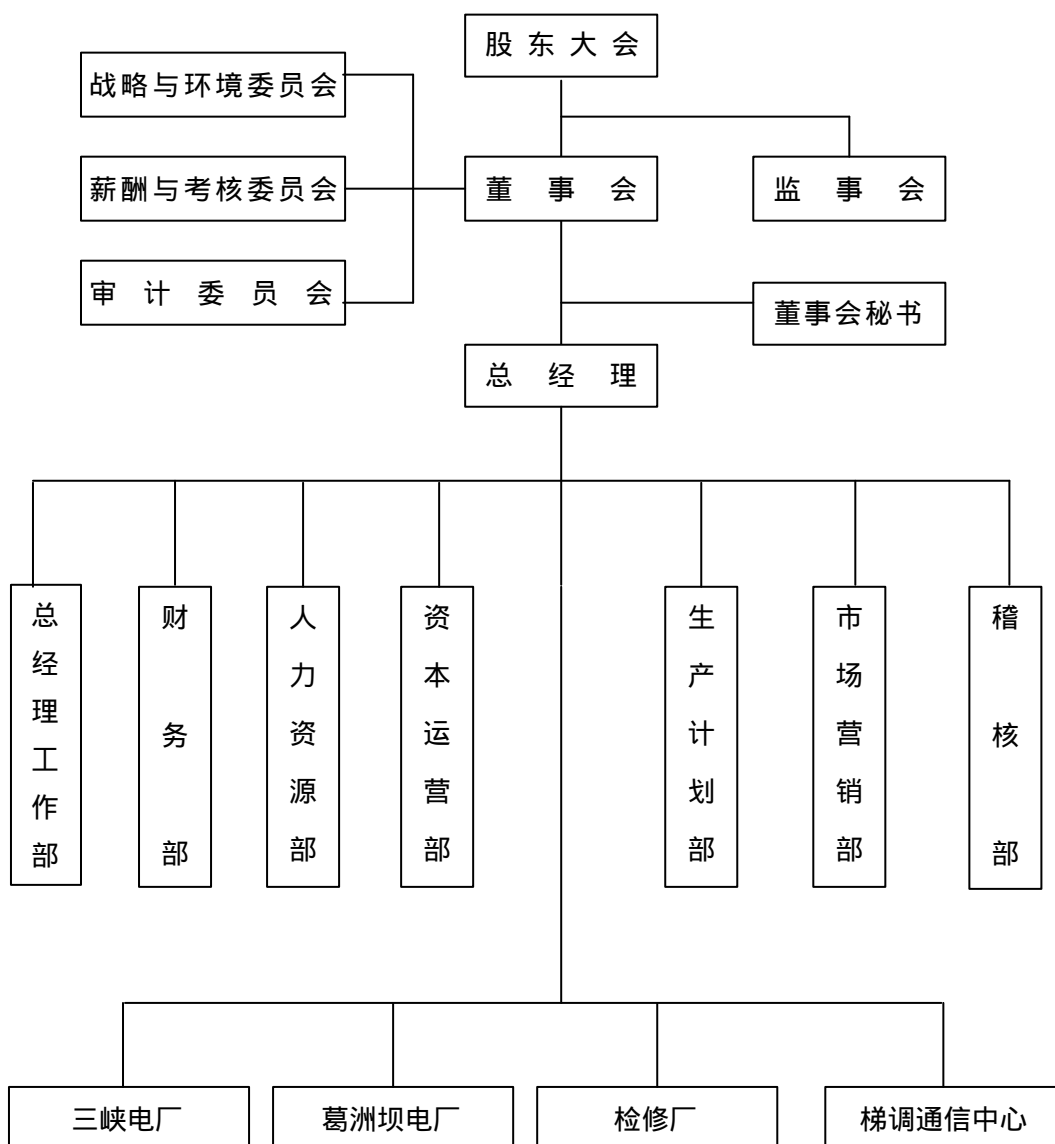 股东大会
战略与环境委员会
薪酬与考核委员会
董事会
监事会
审计委员会
董事会秘书
总经理
总经理工作部
财务部
人力资源部
资本运营部
生产计划部
市场营销部
稽核部
三峡电厂
葛洲坝电厂
检修厂
梯调通信中心